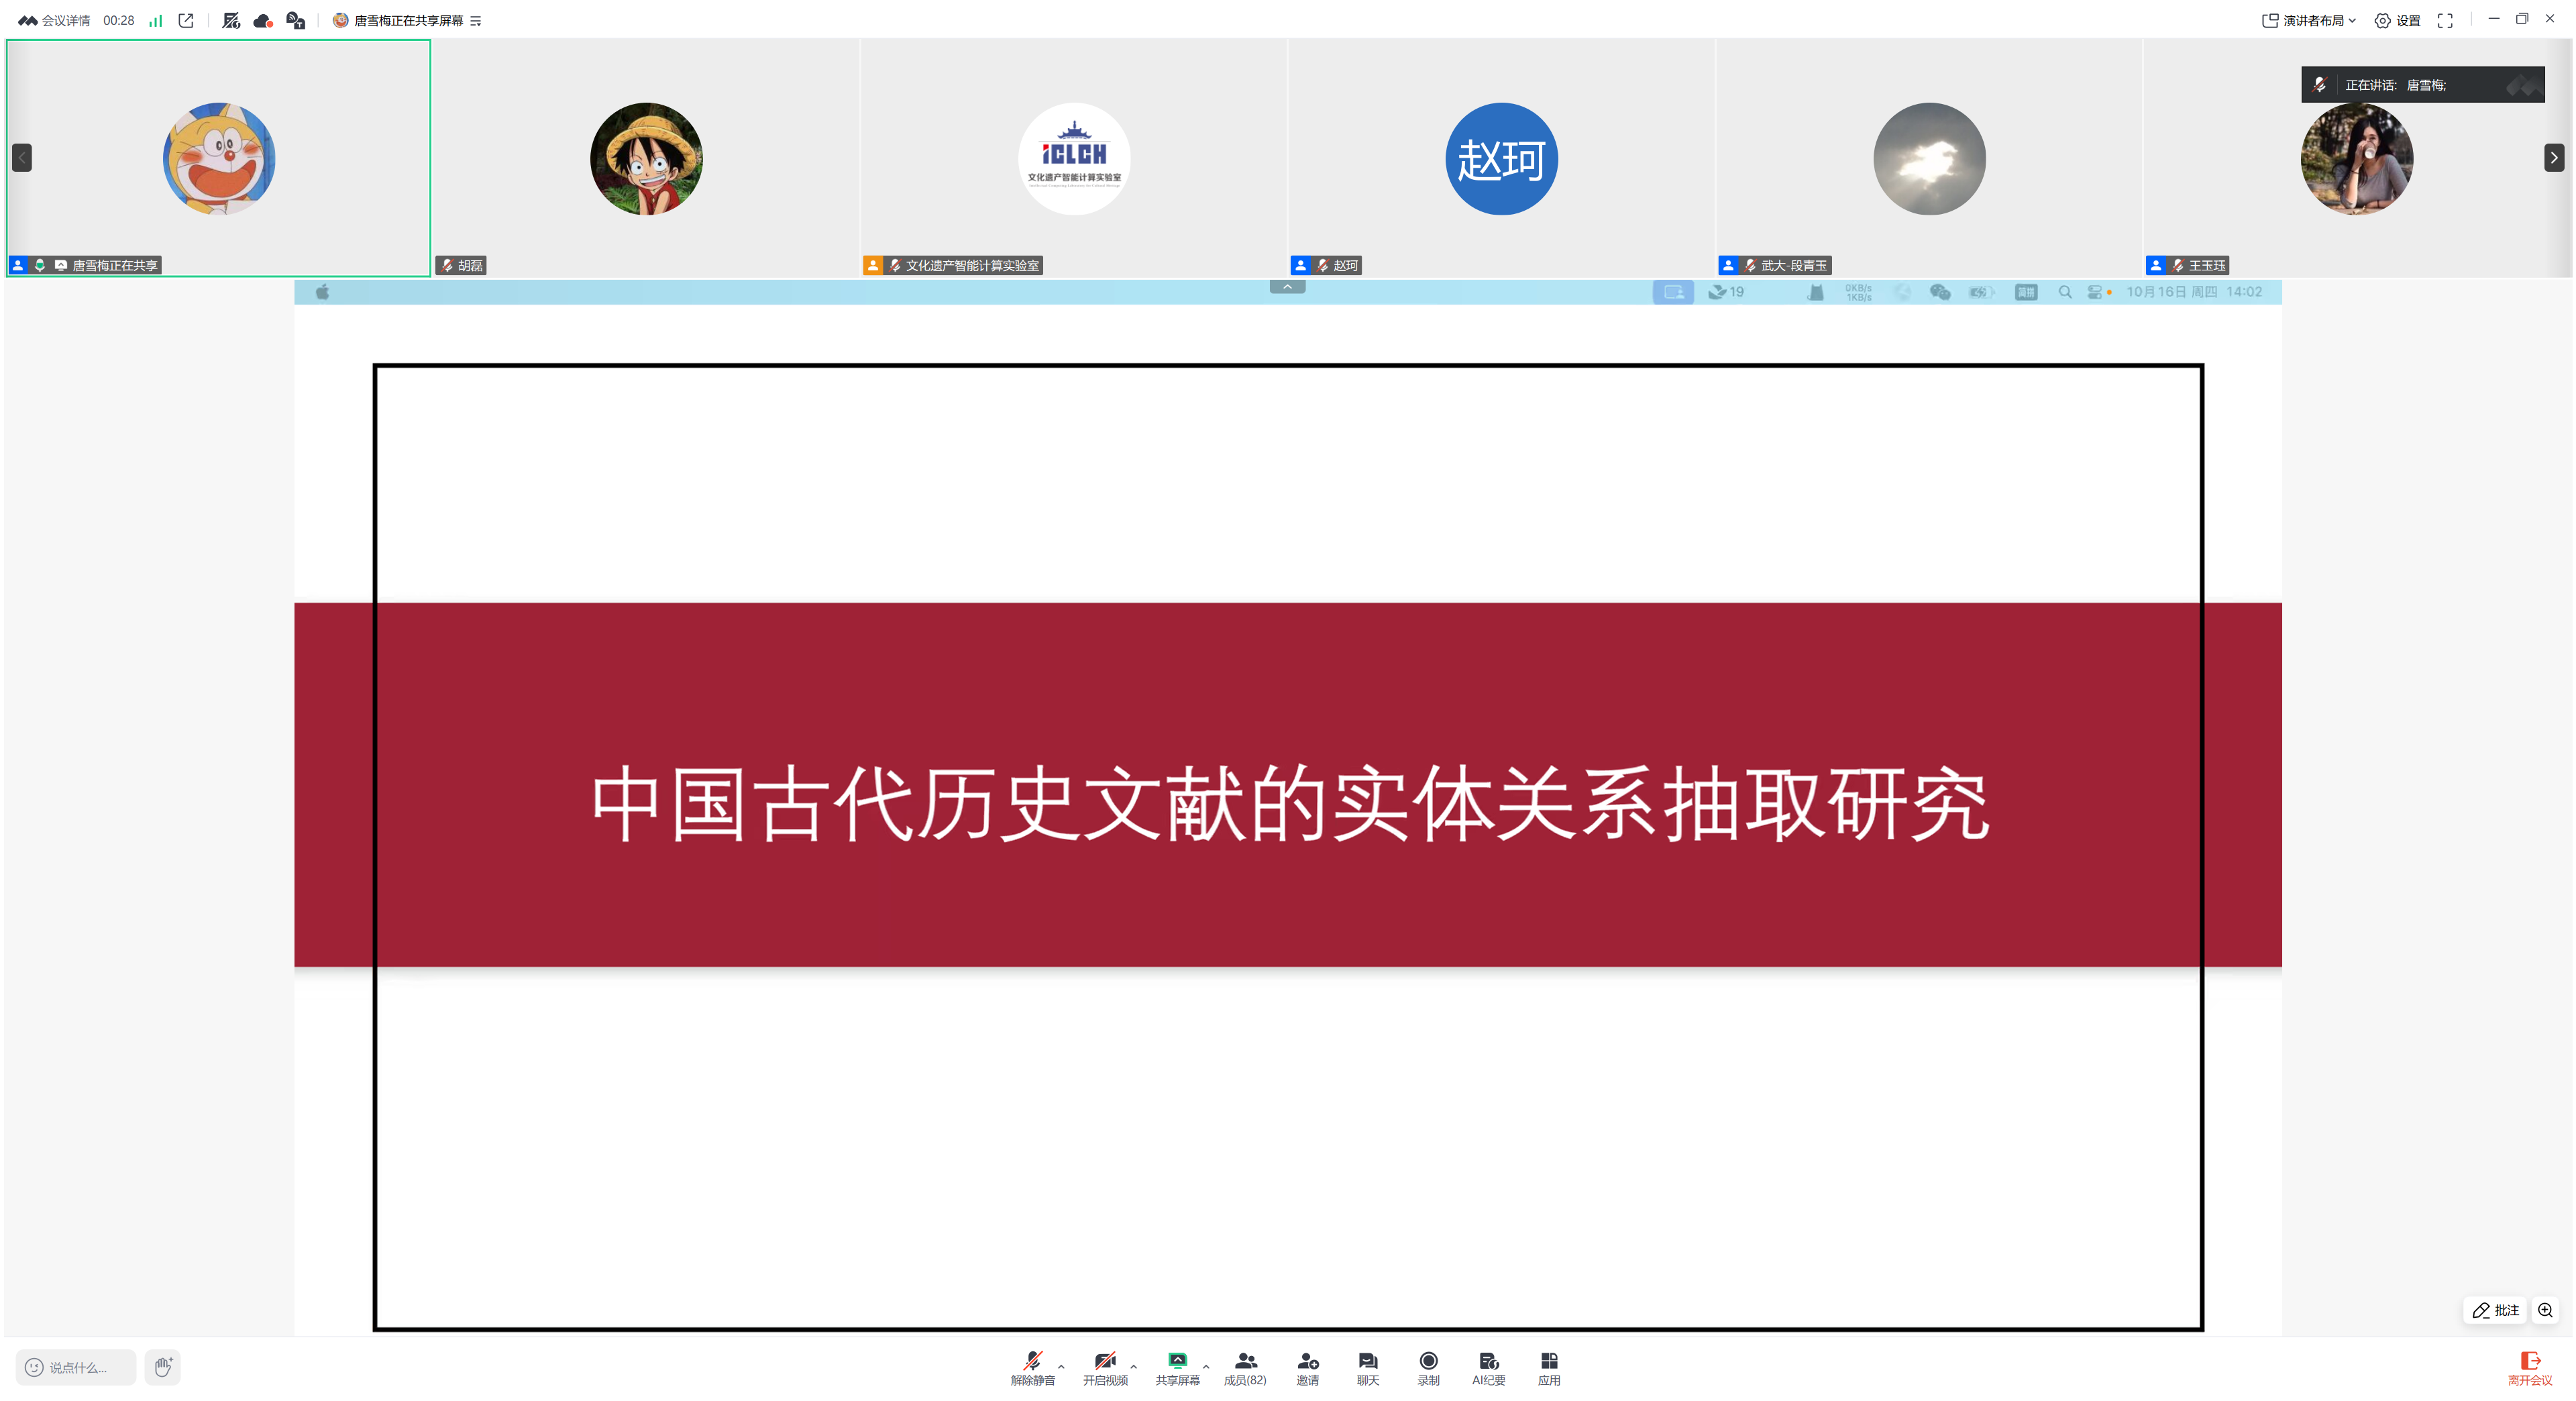 会议详情 00:28 唐雪梅正在共享屏幕
演讲者布局 设置
正在讲话: 唐雪梅;
iCLCH
文化遗产智能计算实验室
赵珂
唐雪梅正在共享
胡磊
文化遗产智能计算实验室
赵珂
武大-段青玉
王玉珏
19 0KB/s 简拼 10月16日 周四 14:02
1KB/s
中国古代历史文献的实体关系抽取研究
批注
说点什么...
解除静音 开启视频 共享屏幕 成员(82) 邀请 聊天 录制 AI纪要 应用 离开会议